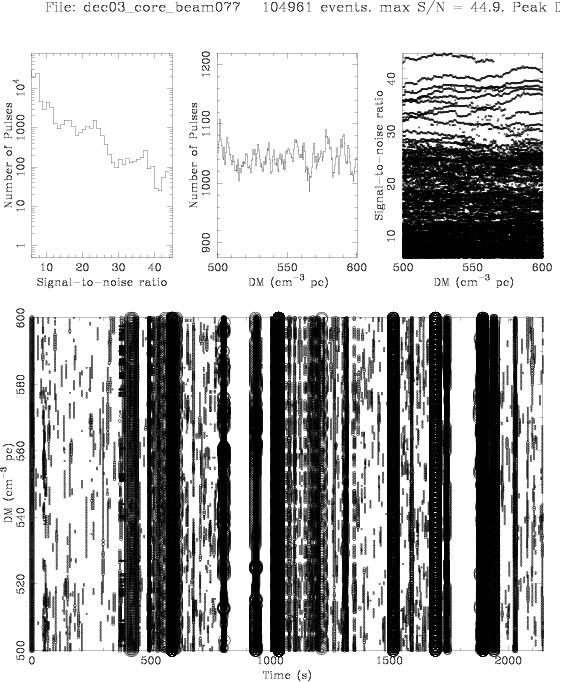 File: dec03_core_beam077 104961 events. max S/N = 44.9. Peak D
Number of Pulses
1 10 100 1000 10⁴
10 20 30 40
Signal-to-noise ratio
Number of Pulses
900 1000 1100 1200
500 550 600
DM (cm⁻³ pc)
Signal-to-noise ratio
10 20 30 40
500 550 600
DM (cm⁻³ pc)
DM (cm⁻³ pc)
500 520 540 560 580 600
0 500 1000 1500 2000
Time (s)